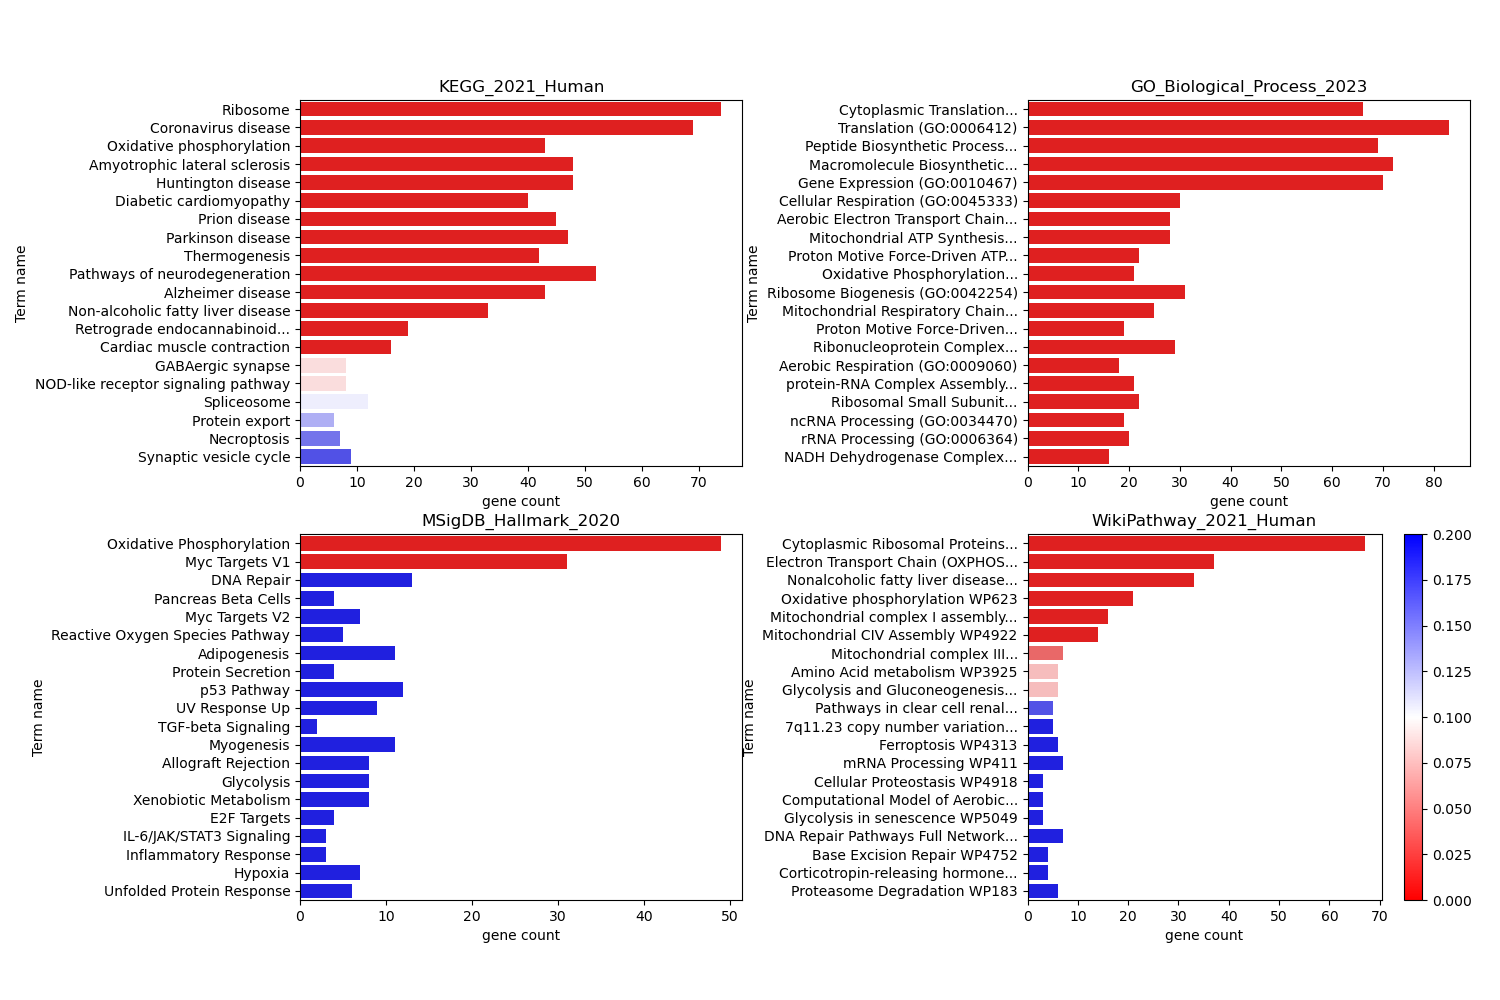 KEGG_2021_Human
Term name
Ribosome
Coronavirus disease
Oxidative phosphorylation
Amyotrophic lateral sclerosis
Huntington disease
Diabetic cardiomyopathy
Prion disease
Parkinson disease
Thermogenesis
Pathways of neurodegeneration
Alzheimer disease
Non-alcoholic fatty liver disease
Retrograde endocannabinoid...
Cardiac muscle contraction
GABAergic synapse
NOD-like receptor signaling pathway
Spliceosome
Protein export
Necroptosis
Synaptic vesicle cycle
0 10 20 30 40 50 60 70
gene count
GO_Biological_Process_2023
Term name
Cytoplasmic Translation...
Translation (GO:0006412)
Peptide Biosynthetic Process...
Macromolecule Biosynthetic...
Gene Expression (GO:0010467)
Cellular Respiration (GO:0045333)
Aerobic Electron Transport Chain...
Mitochondrial ATP Synthesis...
Proton Motive Force-Driven ATP...
Oxidative Phosphorylation...
Ribosome Biogenesis (GO:0042254)
Mitochondrial Respiratory Chain...
Proton Motive Force-Driven...
Ribonucleoprotein Complex...
Aerobic Respiration (GO:0009060)
protein-RNA Complex Assembly...
Ribosomal Small Subunit...
ncRNA Processing (GO:0034470)
rRNA Processing (GO:0006364)
NADH Dehydrogenase Complex...
0 10 20 30 40 50 60 70 80
gene count
MSigDB_Hallmark_2020
Term name
Oxidative Phosphorylation
Myc Targets V1
DNA Repair
Pancreas Beta Cells
Myc Targets V2
Reactive Oxygen Species Pathway
Adipogenesis
Protein Secretion
p53 Pathway
UV Response Up
TGF-beta Signaling
Myogenesis
Allograft Rejection
Glycolysis
Xenobiotic Metabolism
E2F Targets
IL-6/JAK/STAT3 Signaling
Inflammatory Response
Hypoxia
Unfolded Protein Response
0 10 20 30 40 50
gene count
WikiPathway_2021_Human
Term name
Cytoplasmic Ribosomal Proteins...
Electron Transport Chain (OXPHOS...
Nonalcoholic fatty liver disease...
Oxidative phosphorylation WP623
Mitochondrial complex I assembly...
Mitochondrial CIV Assembly WP4922
Mitochondrial complex III...
Amino Acid metabolism WP3925
Glycolysis and Gluconeogenesis...
Pathways in clear cell renal...
7q11.23 copy number variation...
Ferroptosis WP4313
mRNA Processing WP411
Cellular Proteostasis WP4918
Computational Model of Aerobic...
Glycolysis in senescence WP5049
DNA Repair Pathways Full Network...
Base Excision Repair WP4752
Corticotropin-releasing hormone...
Proteasome Degradation WP183
0 10 20 30 40 50 60 70
gene count
0.200
0.175
0.150
0.125
0.100
0.075
0.050
0.025
0.000